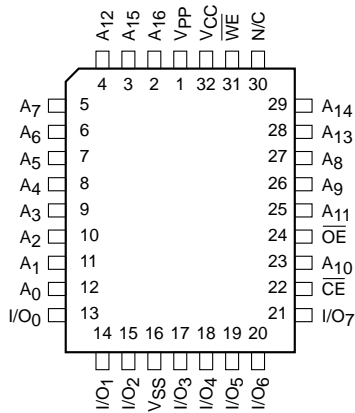 A12 A15 A16 VPP VCC W̅E̅ N/C
4 3 2 1 32 31 30
A7 5 29 A14
A6 6 28 A13
A5 7 27 A8
A4 8 26 A9
A3 9 25 A11
A2 10 24 O̅E̅
A1 11 23 A10
A0 12 22 C̅E̅
I/O0 13 21 I/O7
14 15 16 17 18 19 20
I/O1 I/O2 VSS I/O3 I/O4 I/O5 I/O6